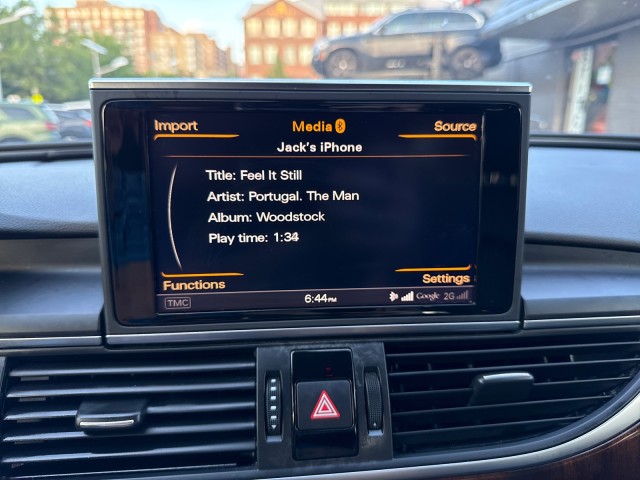 Import Media Source
Jack's iPhone
Title: Feel It Still
Artist: Portugal. The Man
Album: Woodstock
Play time: 1:34
Functions Settings
TMC 6:44PM Google 2G